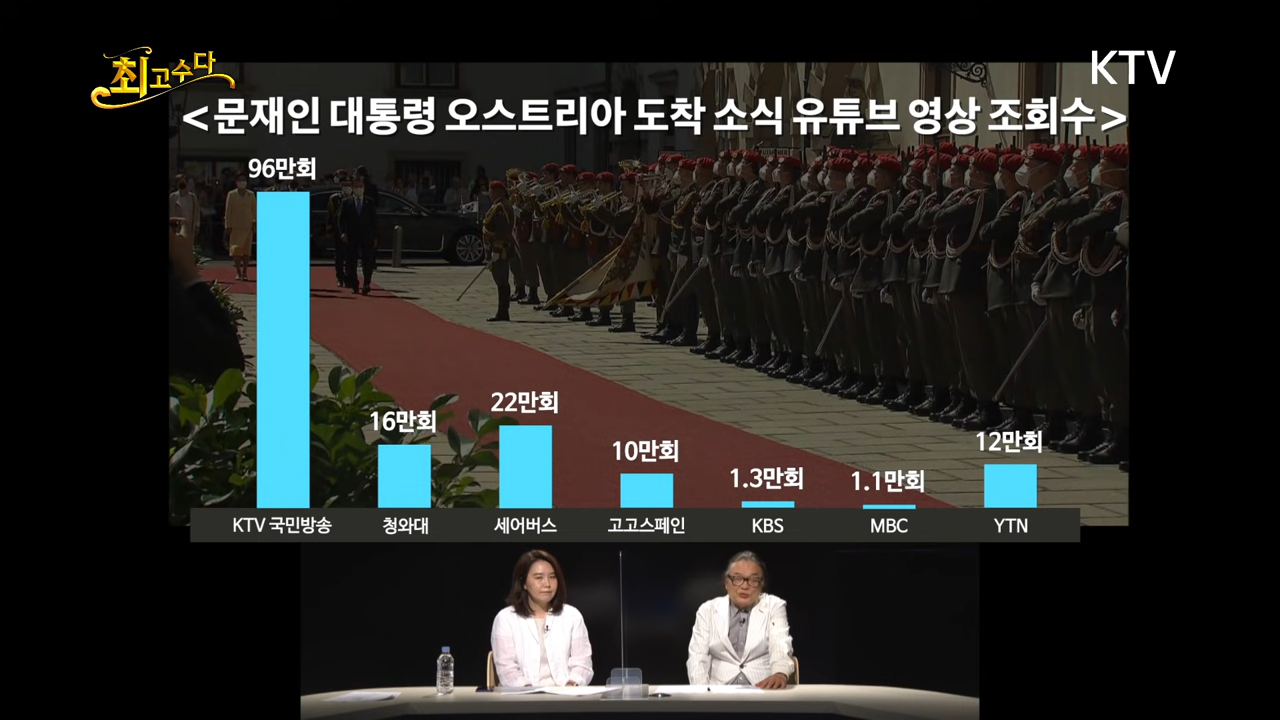 최고수다
KTV
<문재인 대통령 오스트리아 도착 소식 유튜브 영상 조회수>
96만회
16만회
22만회
10만회
1.3만회
1.1만회
12만회
KTV 국민방송
청와대
세어버스
고고스페인
KBS
MBC
YTN